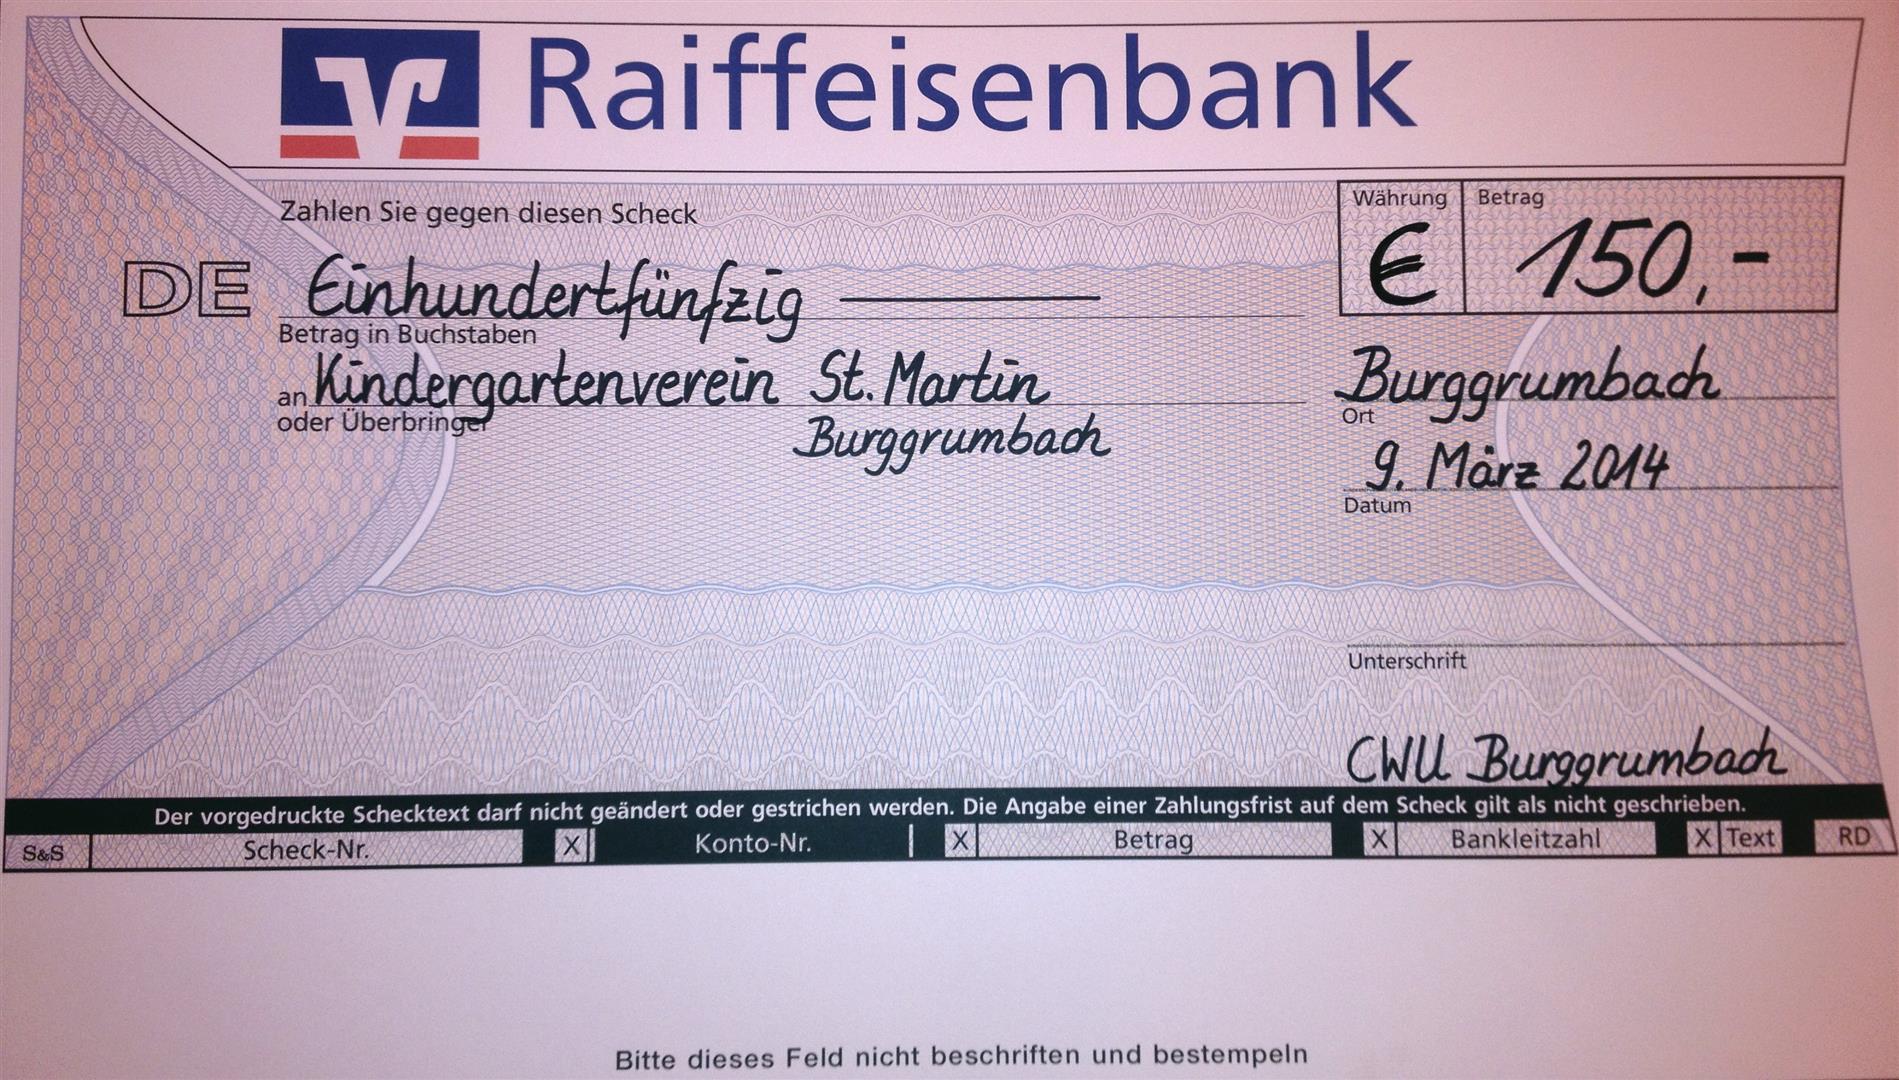 Raiffeisenbank
Zahlen Sie gegen diesen Scheck
Währung Betrag
€ 150,-
DE Einhundertfünfzig
Betrag in Buchstaben
an Kindergartenverein St. Martin
oder Überbringer
Burggrumbach
Burggrumbach
Ort
9. März 2014
Datum
Unterschrift
CWU Burggrumbach
Der vorgedruckte Schecktext darf nicht geändert oder gestrichen werden. Die Angabe einer Zahlungsfrist auf dem Scheck gilt als nicht geschrieben.
S&S Scheck-Nr. X Konto-Nr. X Betrag X Bankleitzahl X Text RD
Bitte dieses Feld nicht beschriften und bestempeln